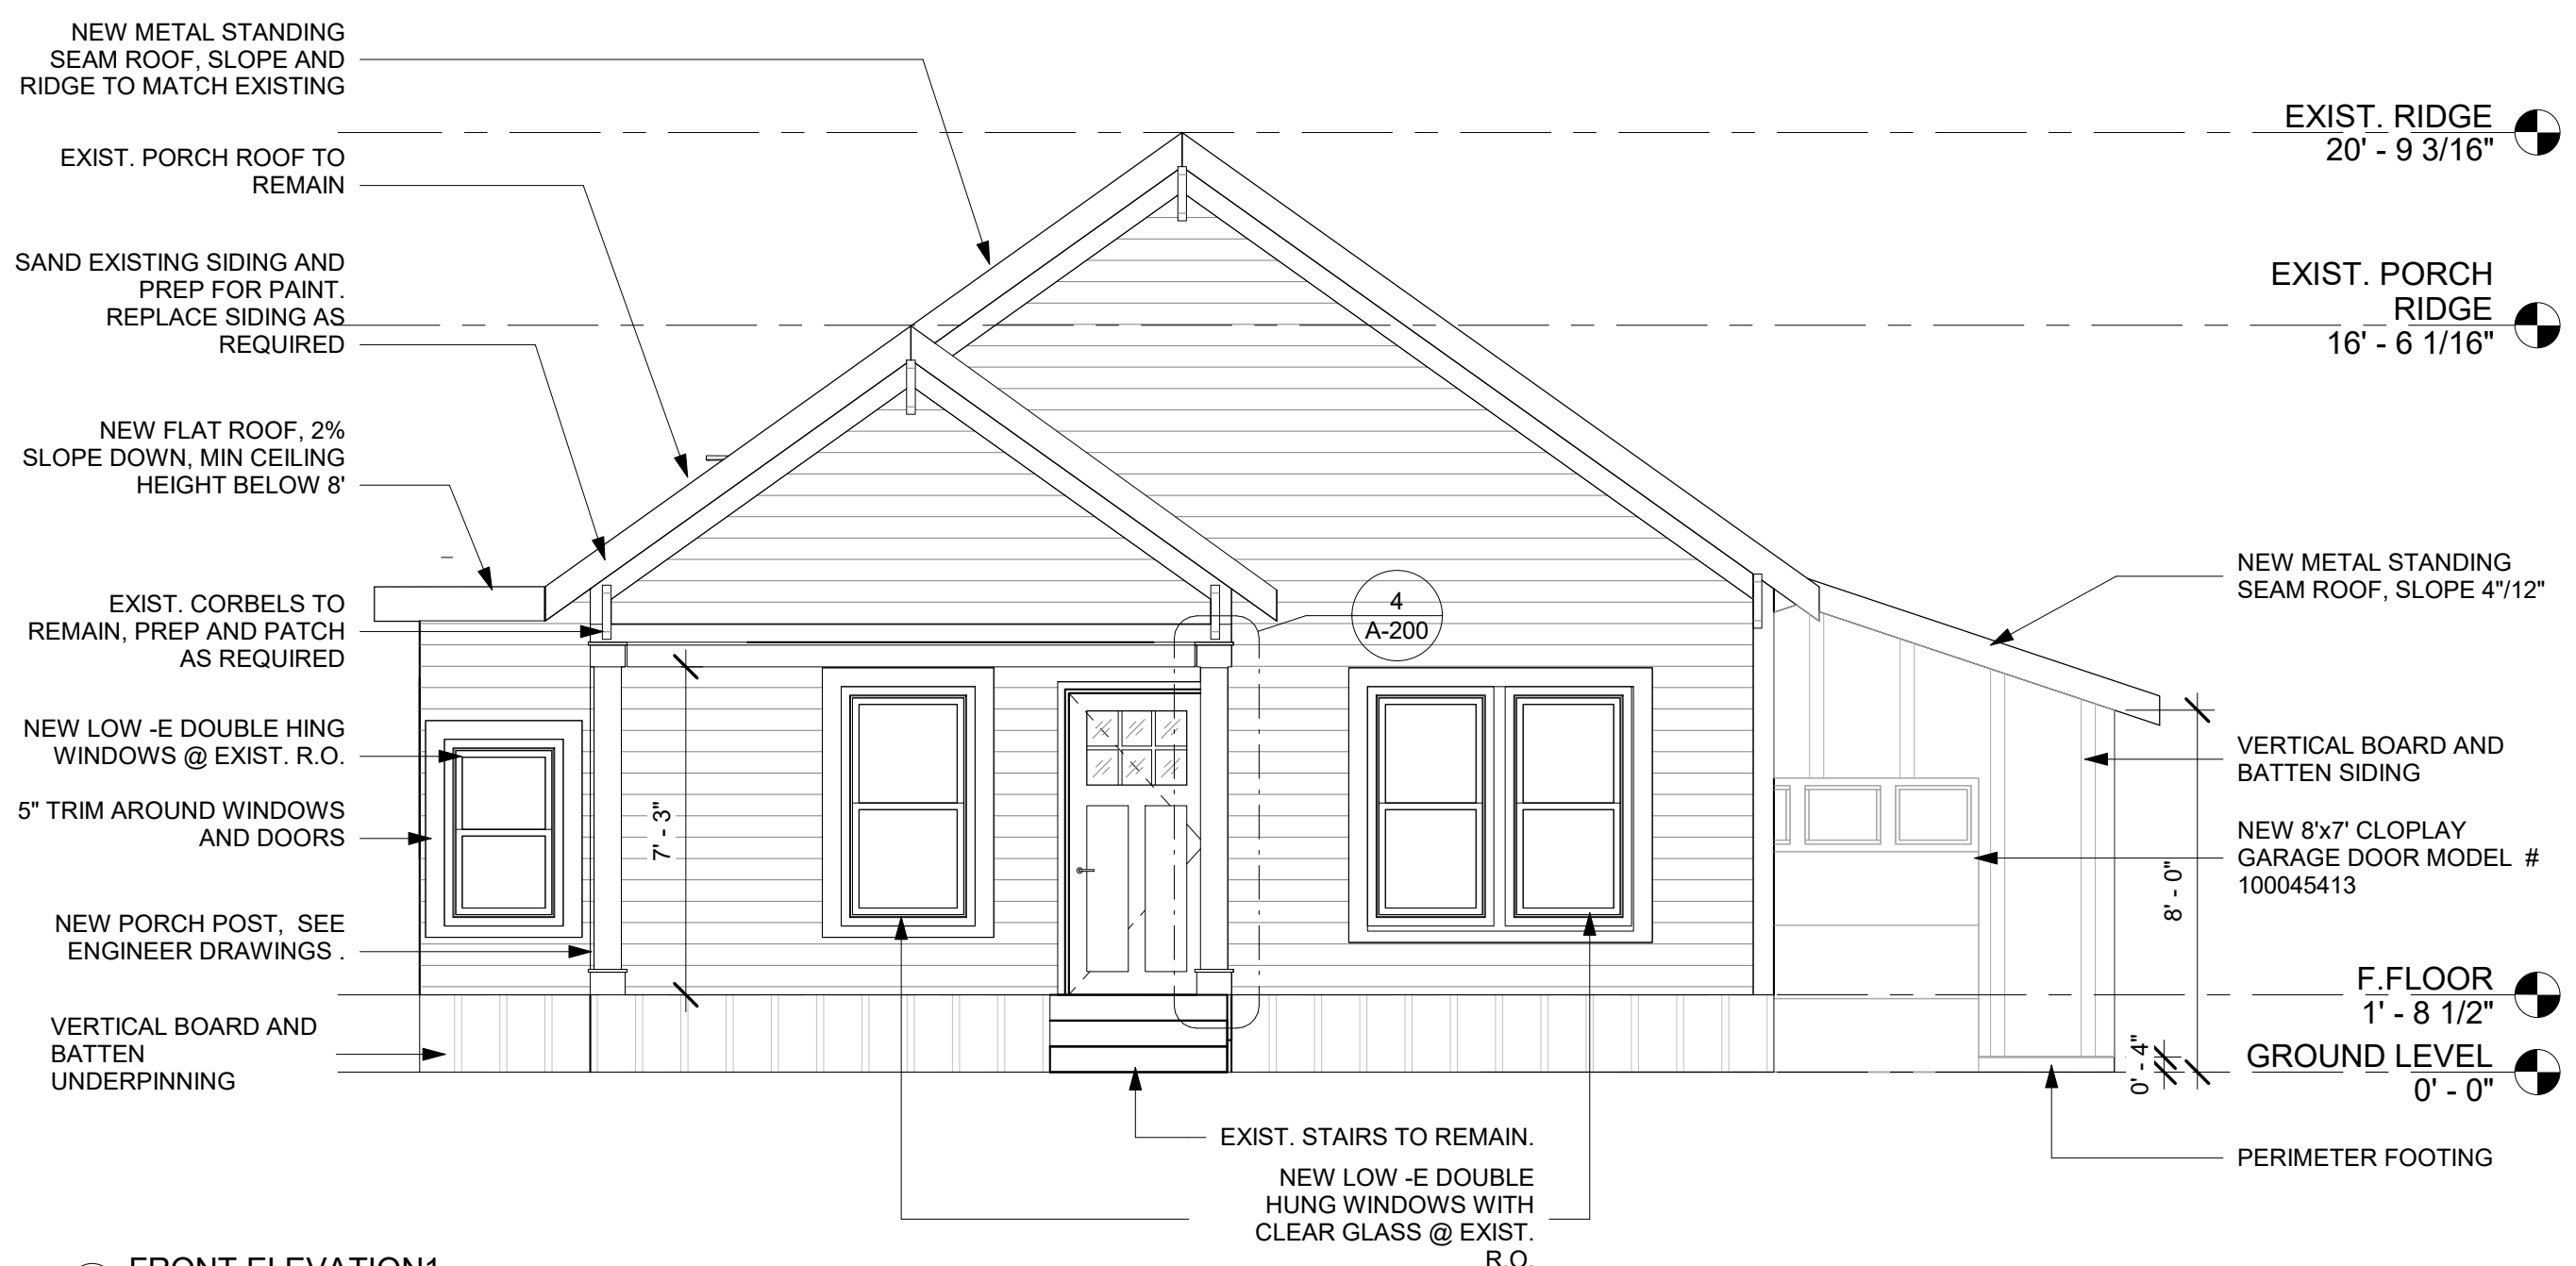 NEW METAL STANDING
SEAM ROOF, SLOPE AND
RIDGE TO MATCH EXISTING
EXIST. PORCH ROOF TO
REMAIN
SAND EXISTING SIDING AND
PREP FOR PAINT.
REPLACE SIDING AS
REQUIRED
NEW FLAT ROOF, 2%
SLOPE DOWN, MIN CEILING
HEIGHT BELOW 8'
EXIST. CORBELS TO
REMAIN, PREP AND PATCH
AS REQUIRED
NEW LOW -E DOUBLE HING
WINDOWS @ EXIST. R.O.
5" TRIM AROUND WINDOWS
AND DOORS
NEW PORCH POST, SEE
ENGINEER DRAWINGS .
VERTICAL BOARD AND
BATTEN
UNDERPINNING
7' - 3"
4
A-200
EXIST. STAIRS TO REMAIN.
NEW LOW -E DOUBLE
HUNG WINDOWS WITH
CLEAR GLASS @ EXIST.
R.O.
EXIST. RIDGE
20' - 9 3/16"
EXIST. PORCH
RIDGE
16' - 6 1/16"
NEW METAL STANDING
SEAM ROOF, SLOPE 4"/12"
VERTICAL BOARD AND
BATTEN SIDING
NEW 8'x7' CLOPLAY
GARAGE DOOR MODEL #
100045413
8' - 0"
F.FLOOR
1' - 8 1/2"
0' - 4"
GROUND LEVEL
0' - 0"
PERIMETER FOOTING
FRONT ELEVATION1